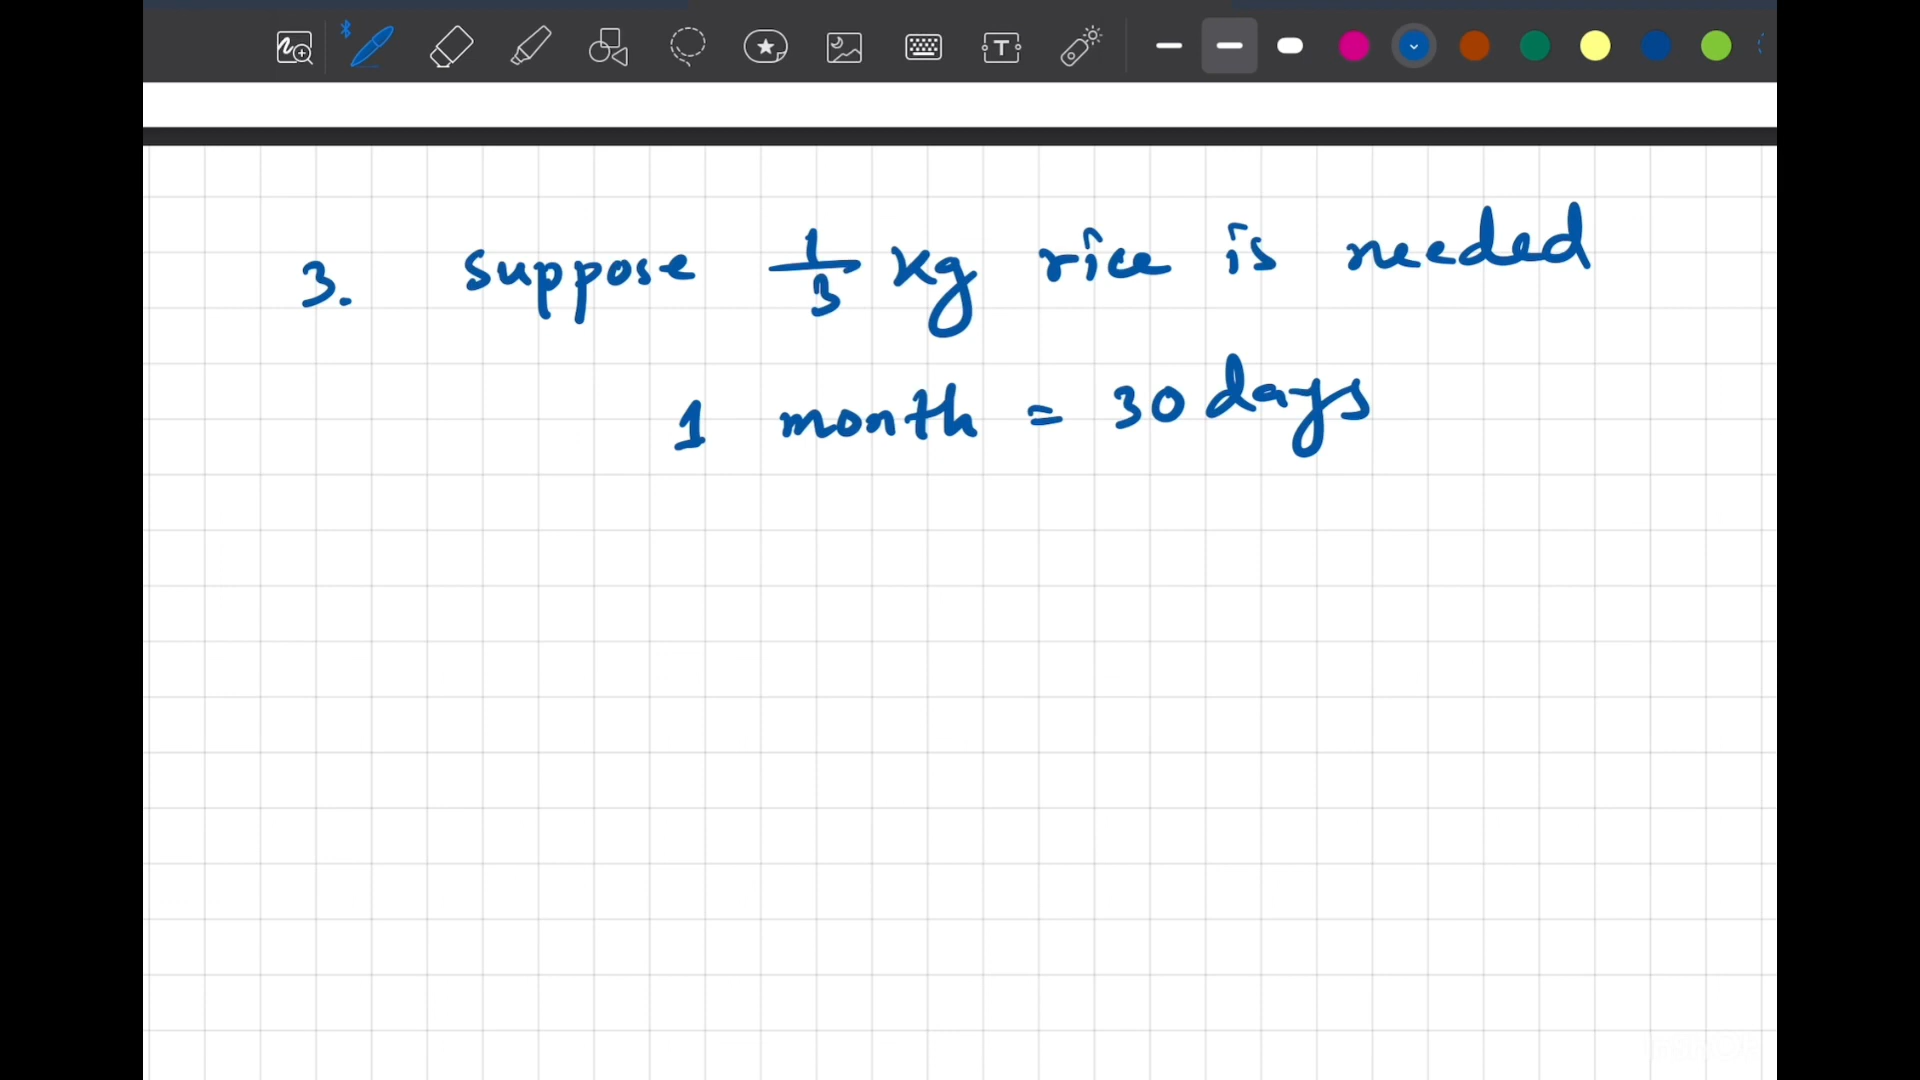 3. suppose 1/3 kg rice is needed
1 month = 30 days